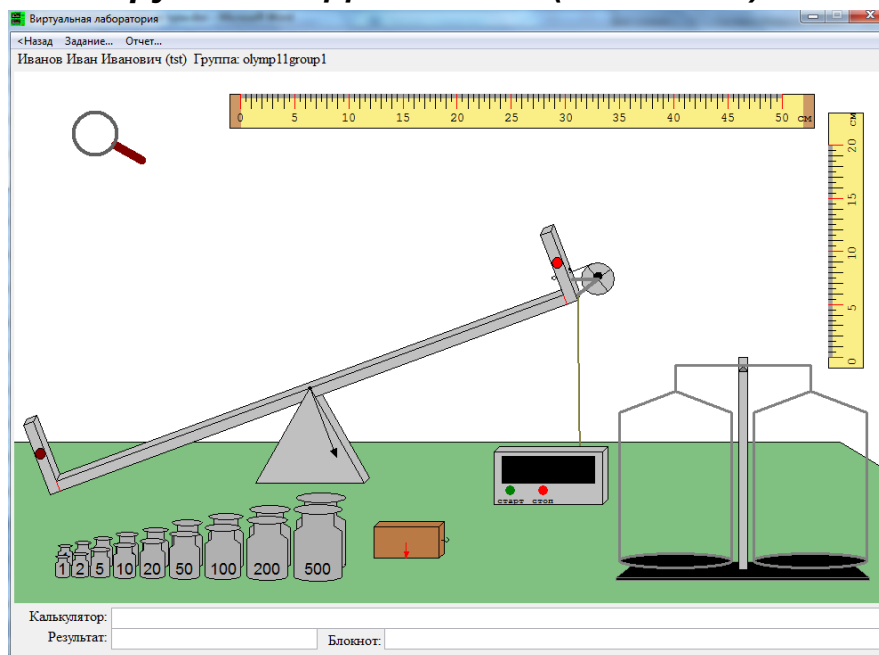 Виртуальная лаборатория
<Назад Задание... Отчет...
Иванов Иван Иванович (tst) Группа: olymp11group1
0 5 10 15 20 25 30 35 40 45 50 см
см 20 15 10 5 0
старт стоп
1 2 5 10 20 50 100 200 500
Калькулятор:
Результат: Блокнот: